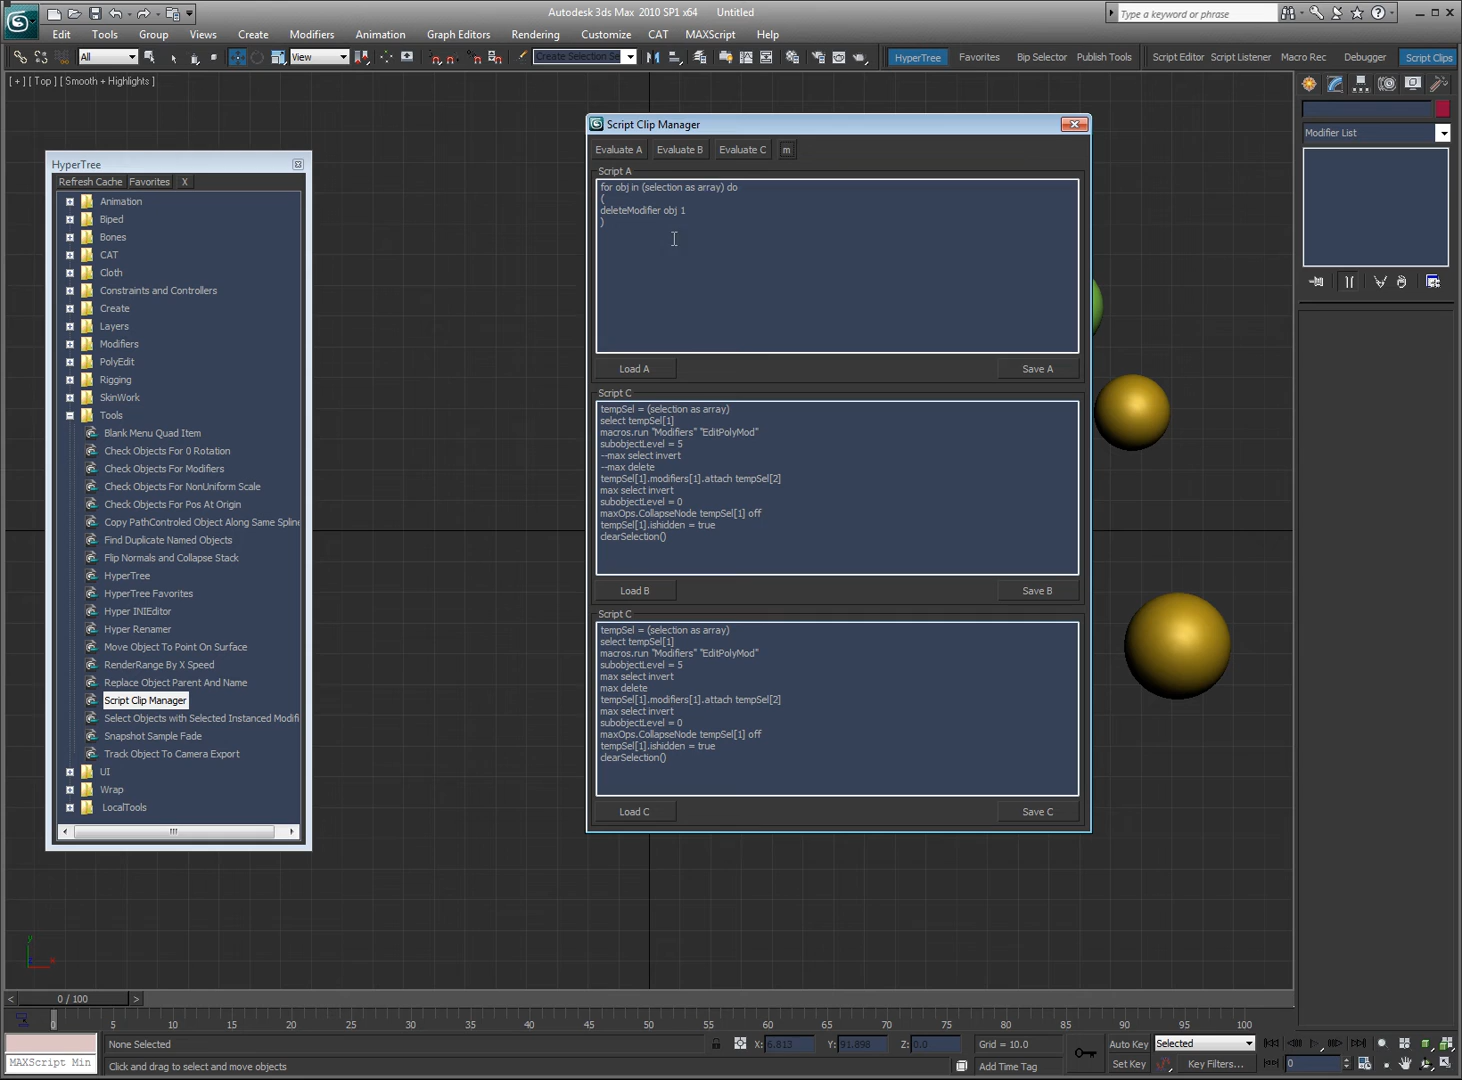 Autodesk 3ds Max 2010 SP1 x64 Untitled
Type a keyword or phrase
Edit Tools Group Views Create Modifiers Animation Graph Editors Rendering Customize CAT MAXScript Help
All
View
Create Selection Se
HyperTree Favorites Bip Selector Publish Tools Script Editor Script Listener Macro Rec Debugger Script Clips
[ + ] [ Top ] [ Smooth + Highlights ]
Modifier List
HyperTree
Refresh Cache Favorites X
Animation
Biped
Bones
CAT
Cloth
Constraints and Controllers
Create
Layers
Modifiers
PolyEdit
Rigging
SkinWork
Tools
Blank Menu Quad Item
Check Objects For 0 Rotation
Check Objects For Modifiers
Check Objects For NonUniform Scale
Check Objects For Pos At Origin
Copy PathControled Object Along Same Spline
Find Duplicate Named Objects
Flip Normals and Collapse Stack
HyperTree
HyperTree Favorites
Hyper INIEditor
Hyper Renamer
Move Object To Point On Surface
RenderRange By X Speed
Replace Object Parent And Name
Script Clip Manager
Select Objects with Selected Instanced Modifi
Snapshot Sample Fade
Track Object To Camera Export
UI
Wrap
LocalTools
Script Clip Manager
Evaluate A Evaluate B Evaluate C m
Script A
for obj in (selection as array) do
(
deleteModifier obj 1
)
Load A Save A
Script C
tempSel = (selection as array)
select tempSel[1]
macros.run "Modifiers" "EditPolyMod"
subobjectLevel = 5
--max select invert
--max delete
tempSel[1].modifiers[1].attach tempSel[2]
max select invert
subobjectLevel = 0
maxOps.CollapseNode tempSel[1] off
tempSel[1].ishidden = true
clearSelection()
Load B Save B
Script C
tempSel = (selection as array)
select tempSel[1]
macros.run "Modifiers" "EditPolyMod"
subobjectLevel = 5
max select invert
max delete
tempSel[1].modifiers[1].attach tempSel[2]
max select invert
subobjectLevel = 0
maxOps.CollapseNode tempSel[1] off
tempSel[1].ishidden = true
clearSelection()
Load C Save C
y
x
< 0 / 100 >
0 5 10 15 20 25 30 35 40 45 50 55 60 65 70 75 80 85 90 95 100
None Selected X: 6.813 Y: 91.898 Z: 0.0 Grid = 10.0 Auto Key Selected
MAXScript Min Click and drag to select and move objects Add Time Tag Set Key Key Filters... 0